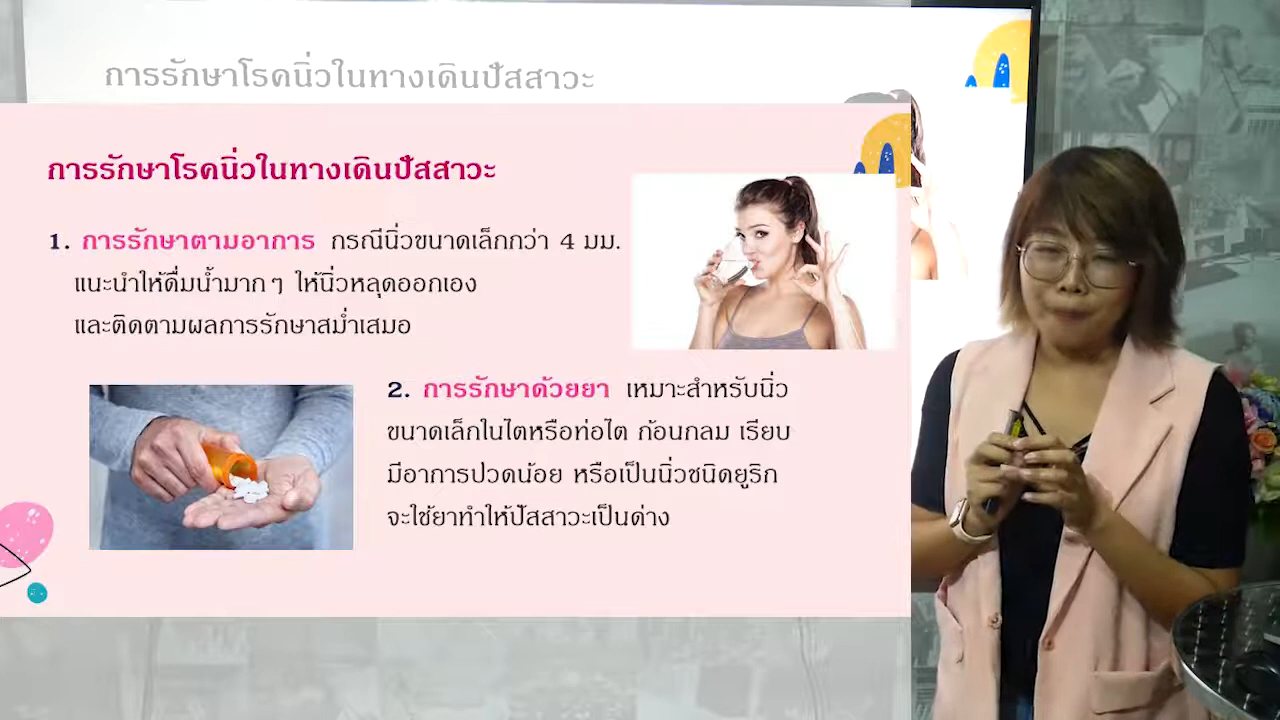 การรักษาโรคนิ่วในทางเดินปัสสาวะ
การรักษาโรคนิ่วในทางเดินปัสสาวะ
1. การรักษาตามอาการ กรณีนิ่วขนาดเล็กกว่า 4 มม.
แนะนำให้ดื่มน้ำมาก ๆ ให้นิ่วหลุดออกเอง
และติดตามผลการรักษาสม่ำเสมอ
2. การรักษาด้วยยา เหมาะสำหรับนิ่ว
ขนาดเล็กในไตหรือท่อไต ก้อนกลม เรียบ
มีอาการปวดน้อย หรือเป็นนิ่วชนิดยูริก
จะใช้ยาทำให้ปัสสาวะเป็นด่าง